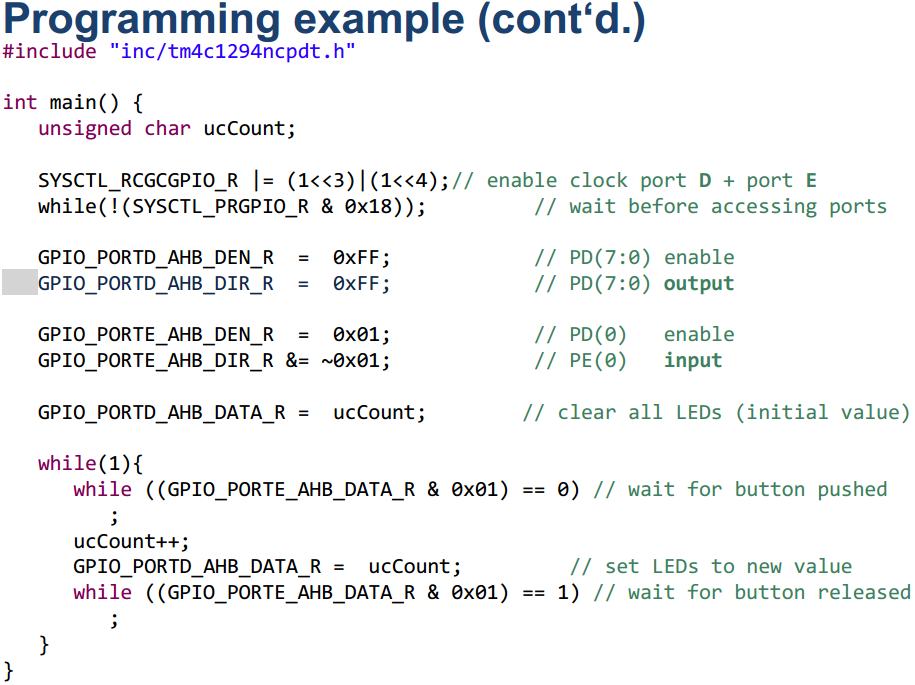 Programming example (cont‘d.)
#include "inc/tm4c1294ncpdt.h"
int main() {
unsigned char ucCount;
SYSCTL_RCGCGPIO_R |= (1<<3)|(1<<4);// enable clock port D + port E
while(!(SYSCTL_PRGPIO_R & 0x18)); // wait before accessing ports
GPIO_PORTD_AHB_DEN_R = 0xFF; // PD(7:0) enable
GPIO_PORTD_AHB_DIR_R = 0xFF; // PD(7:0) output
GPIO_PORTE_AHB_DEN_R = 0x01; // PD(0) enable
GPIO_PORTE_AHB_DIR_R &= ~0x01; // PE(0) input
GPIO_PORTD_AHB_DATA_R = ucCount; // clear all LEDs (initial value)
while(1){
while ((GPIO_PORTE_AHB_DATA_R & 0x01) == 0) // wait for button pushed
;
ucCount++;
GPIO_PORTD_AHB_DATA_R = ucCount; // set LEDs to new value
while ((GPIO_PORTE_AHB_DATA_R & 0x01) == 1) // wait for button released
;
}
}